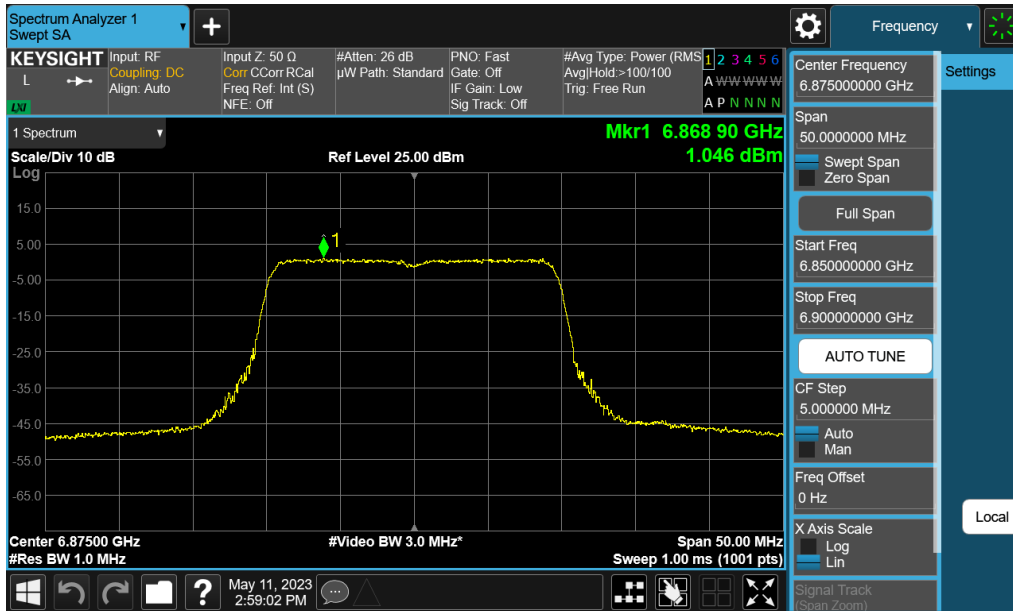 Spectrum Analyzer 1
Swept SA
+
Frequency
KEYSIGHT
L
LXI
Input: RF
Coupling: DC
Align: Auto
Input Z: 50 Ω
Corr CCorr RCal
Freq Ref: Int (S)
NFE: Off
#Atten: 26 dB
µW Path: Standard
PNO: Fast
Gate: Off
IF Gain: Low
Sig Track: Off
#Avg Type: Power (RMS
Avg|Hold:>100/100
Trig: Free Run
1 2 3 4 5 6
A W W W W W
A P N N N N
1 Spectrum
Mkr1 6.868 90 GHz
1.046 dBm
Scale/Div 10 dB
Ref Level 25.00 dBm
Log
15.0
5.00
-5.00
-15.0
-25.0
-35.0
-45.0
-55.0
-65.0
1
Center 6.87500 GHz
#Video BW 3.0 MHz*
Span 50.00 MHz
#Res BW 1.0 MHz
Sweep 1.00 ms (1001 pts)
?
May 11, 2023
2:59:02 PM
Center Frequency
6.875000000 GHz
Span
50.0000000 MHz
Swept Span
Zero Span
Full Span
Start Freq
6.850000000 GHz
Stop Freq
6.900000000 GHz
AUTO TUNE
CF Step
5.000000 MHz
Auto
Man
Freq Offset
0 Hz
X Axis Scale
Log
Lin
Signal Track
(Span Zoom)
Settings
Local